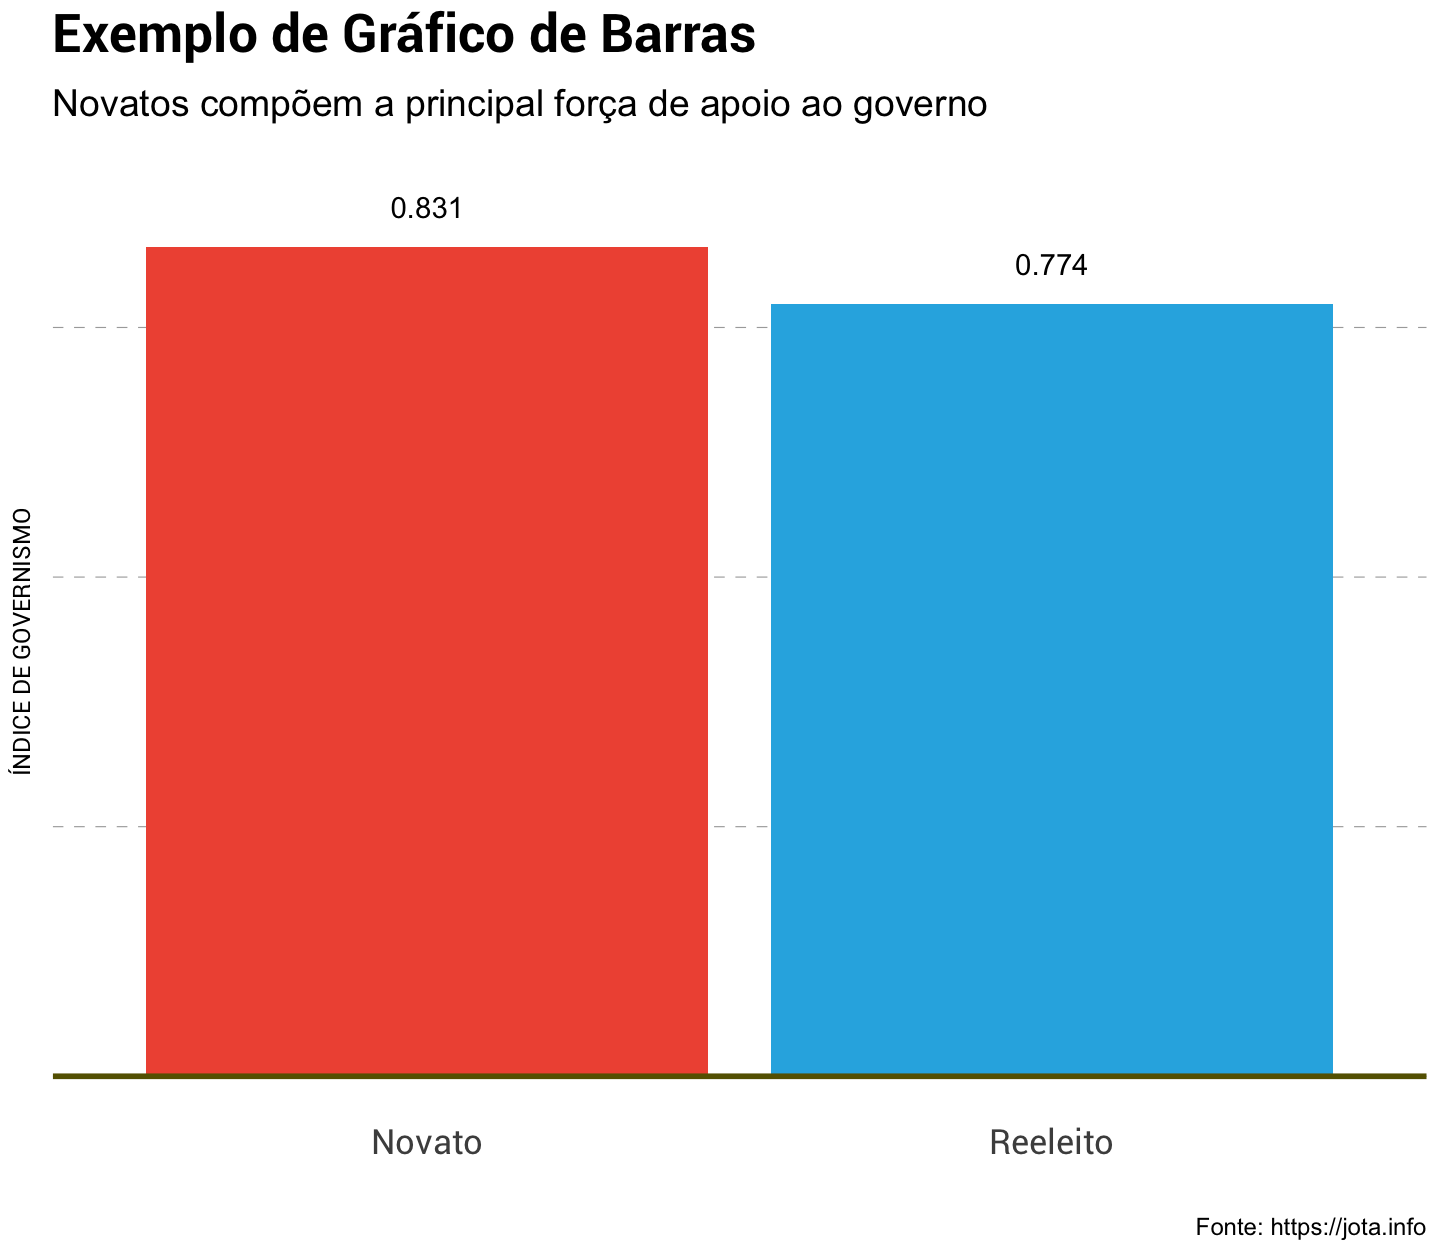 Exemplo de Gráfico de Barras
Novatos compõem a principal força de apoio ao governo
0.831
0.774
ÍNDICE DE GOVERNISMO
Novato
Reeleito
Fonte: https://jota.info